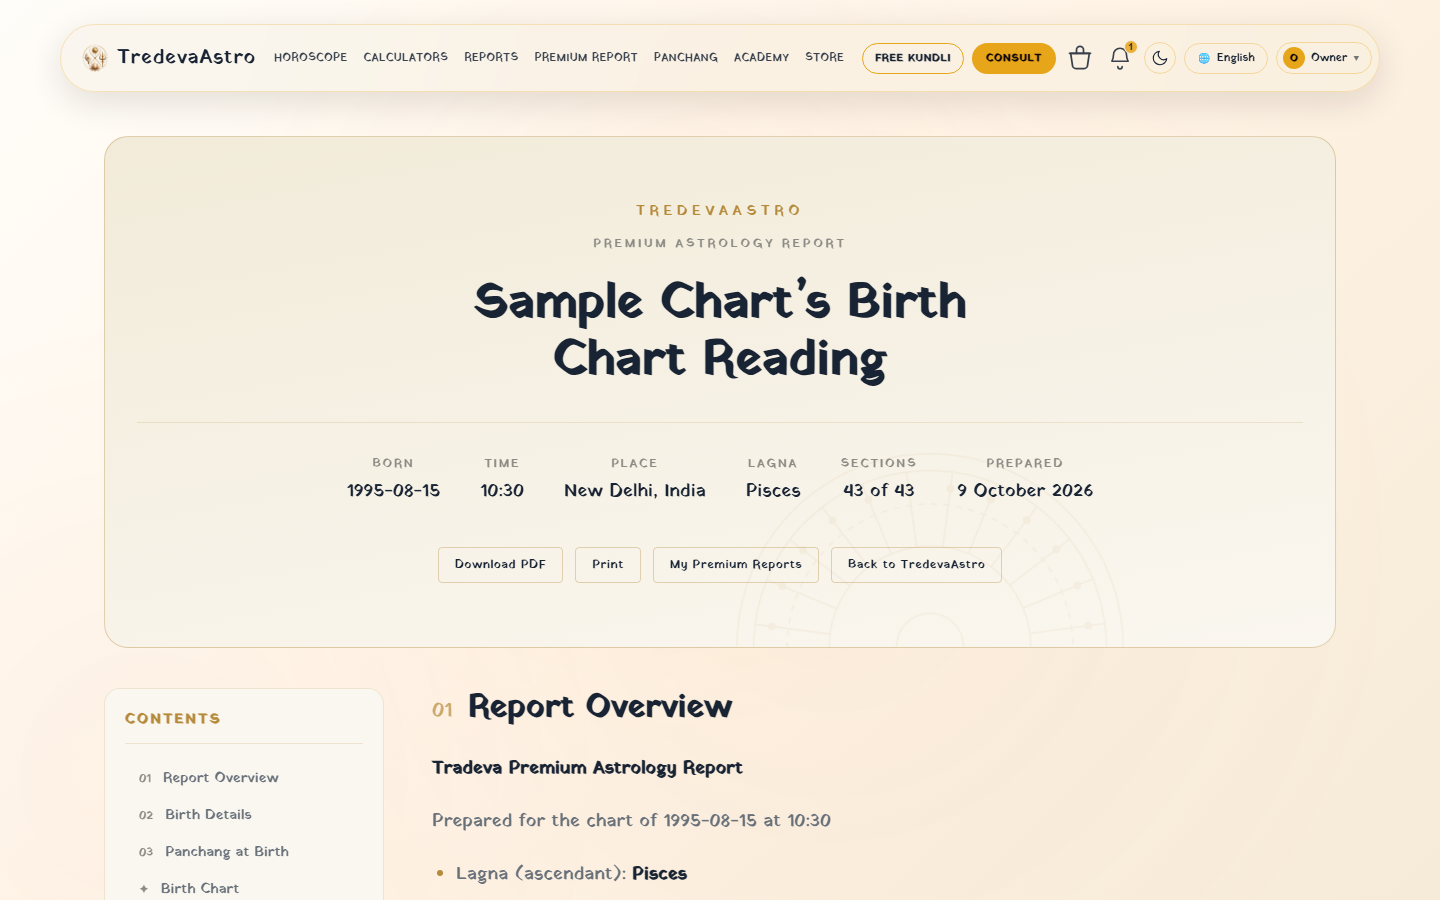 TredevaAstro
HOROSCOPE
CALCULATORS
REPORTS
PREMIUM REPORT
PANCHANG
ACADEMY
STORE
FREE KUNDLI
CONSULT
1
English
O
Owner
TREDEVAASTRO
PREMIUM ASTROLOGY REPORT
Sample Chart’s Birth
Chart Reading
BORN
1995-08-15
TIME
10:30
PLACE
New Delhi, India
LAGNA
Pisces
SECTIONS
43 of 43
PREPARED
9 October 2026
Download PDF
Print
My Premium Reports
Back to TredevaAstro
CONTENTS
01 Report Overview
02 Birth Details
03 Panchang at Birth
Birth Chart
01 Report Overview
Tradeva Premium Astrology Report
Prepared for the chart of 1995-08-15 at 10:30
Lagna (ascendant): Pisces